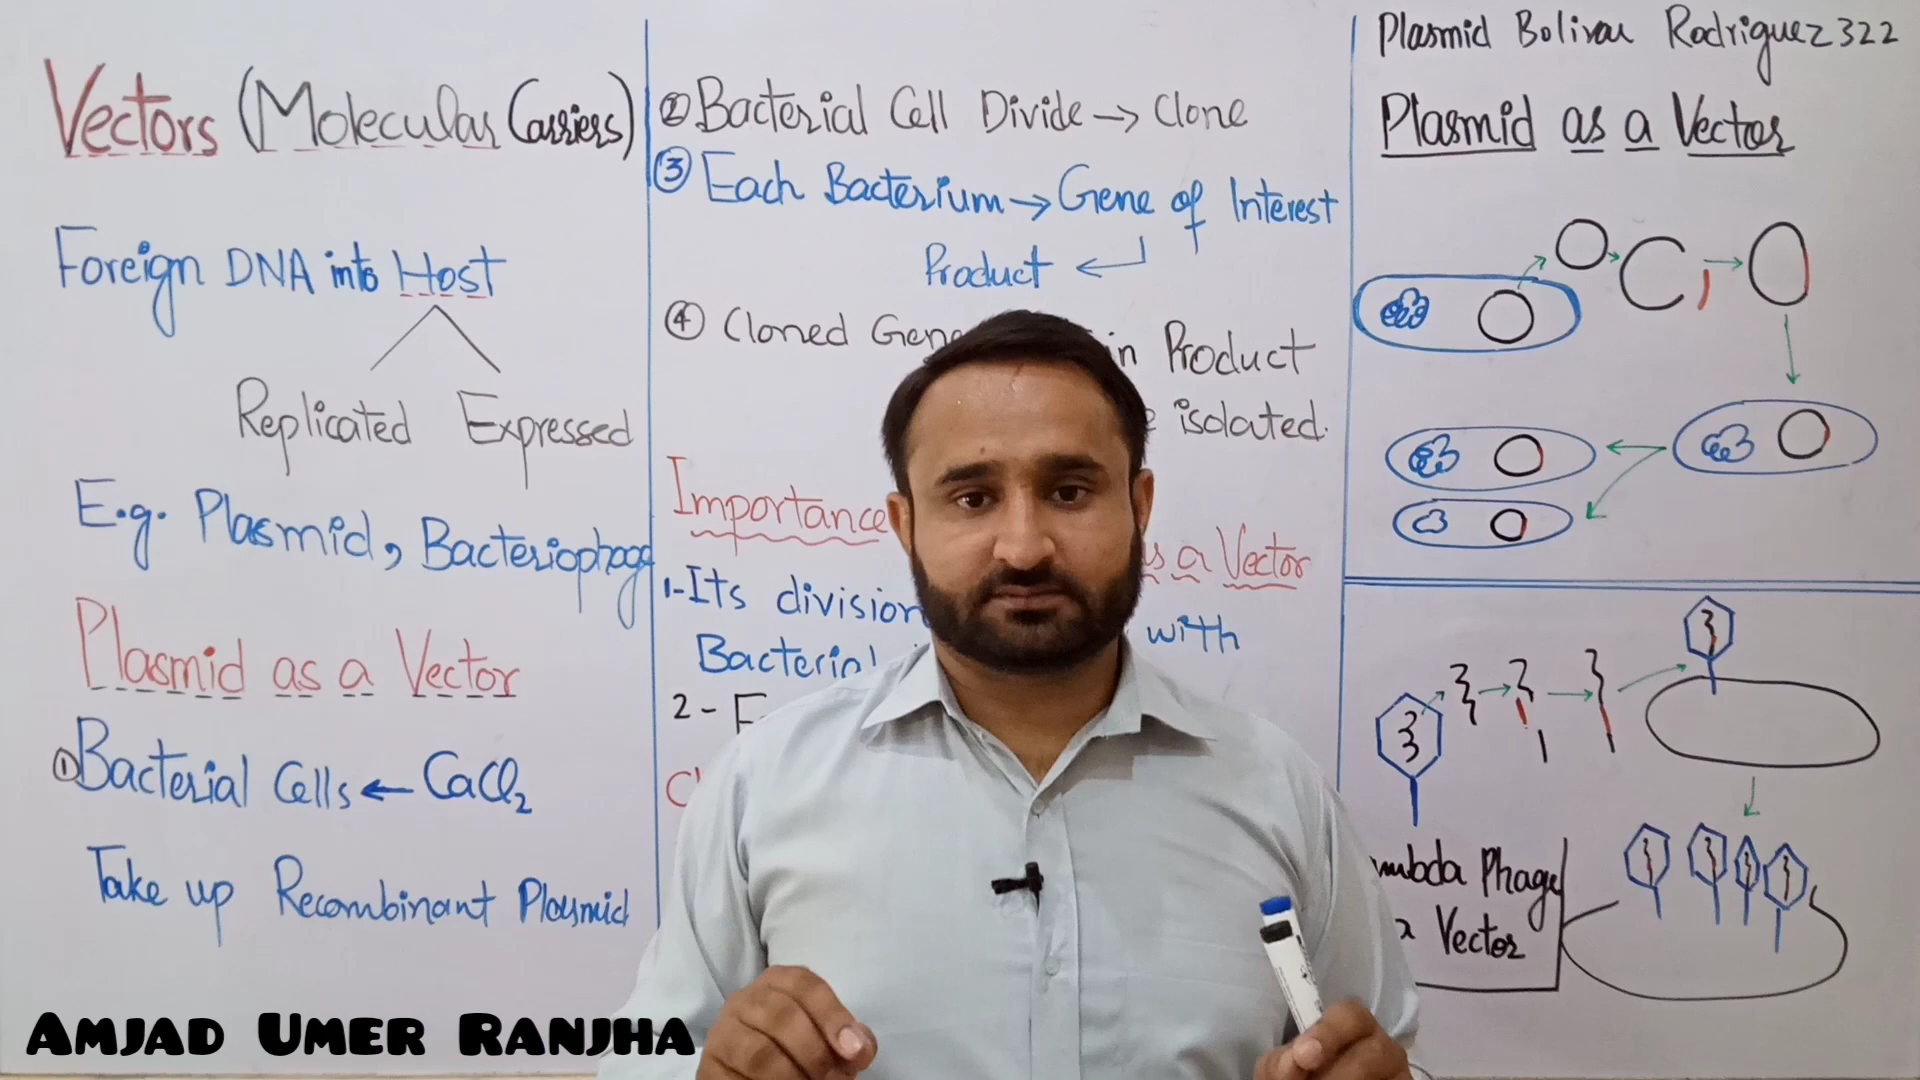 Vectors (Molecular Carriers)
Foreign DNA into Host
Replicated Expressed
E.g. Plasmid, Bacteriophage
Plasmid as a Vector
① Bacterial Cells ← CaCl₂
Take up Recombinant Plasmid
② Bacterial Cell Divide → Clone
③ Each Bacterium → Gene of Interest
Product ←
④ Cloned Gene in Product
isolated.
Importance as a Vector
1- Its division with
Bacterial
2-
Plasmid Bolivar Rodriguez 322
Plasmid as a Vector
Phage
Vector
AMJAD UMER RANJHA